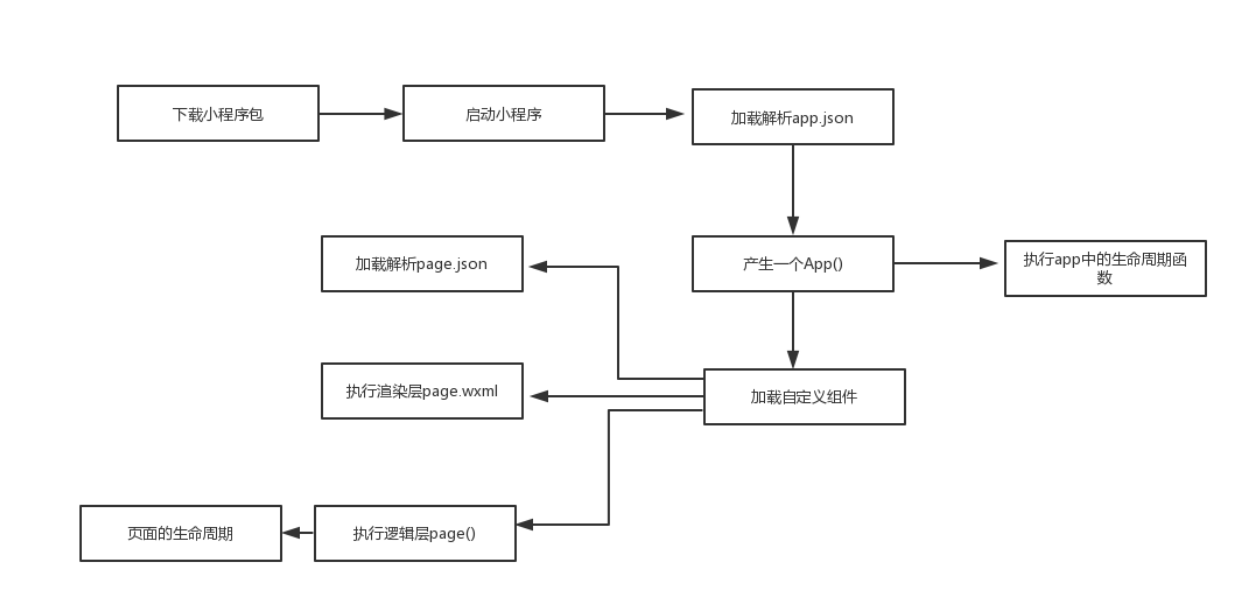 下载小程序包
启动小程序
加载解析app.json
加载解析page.json
产生一个App()
执行app中的生命周期函
数
执行渲染层page.wxml
加载自定义组件
页面的生命周期
执行逻辑层page()